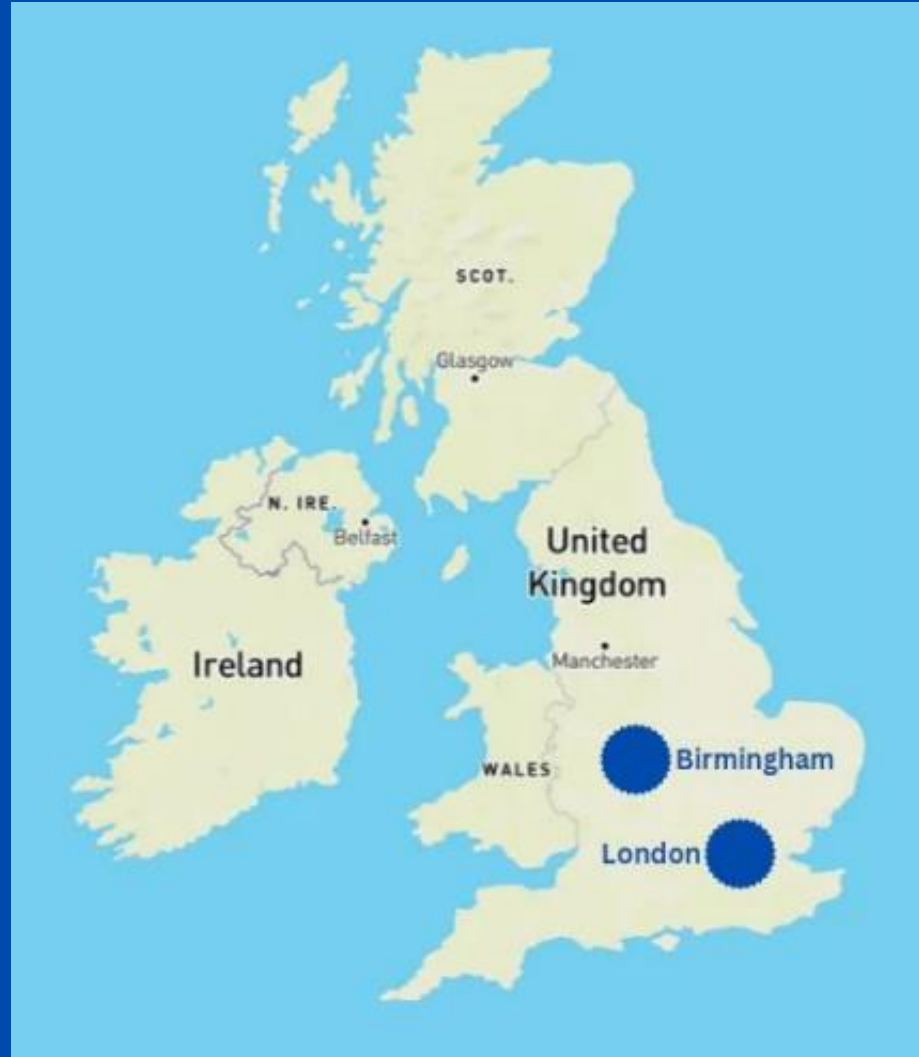 SCOT.
Glasgow
N. IRE.
Belfast
United
Kingdom
Ireland
Manchester
WALES
Birmingham
London